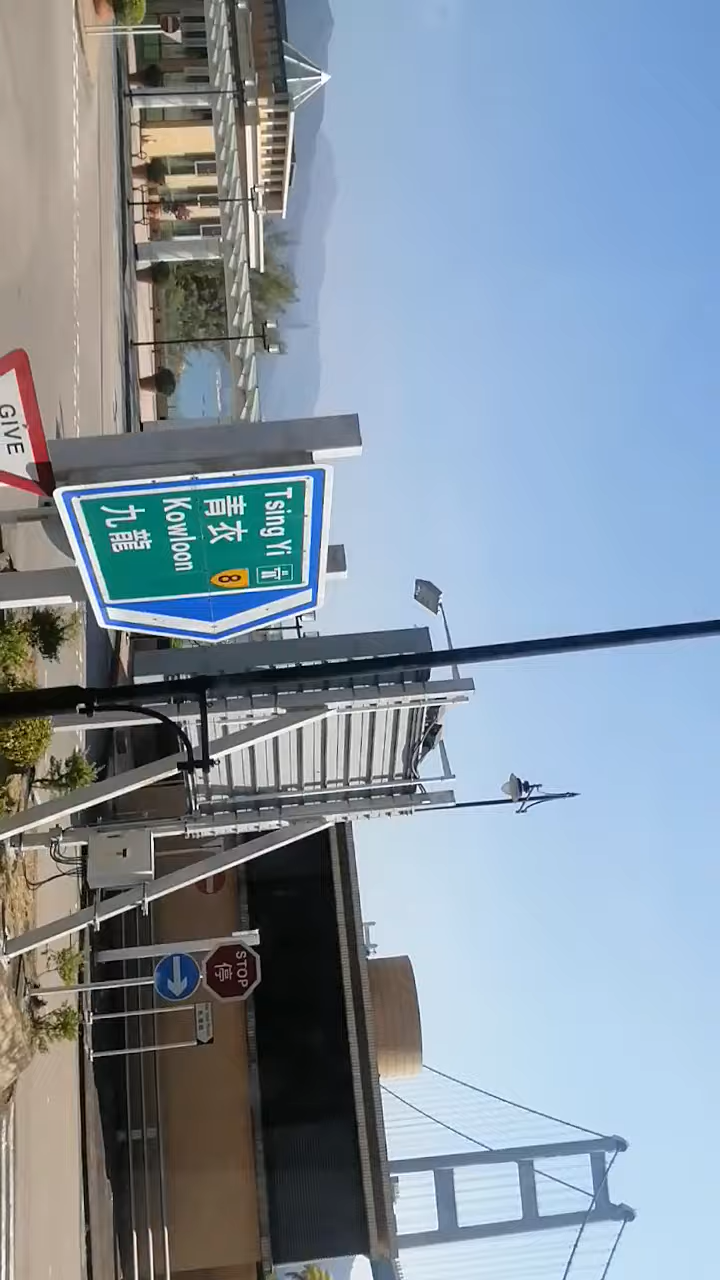 Tsing Yi
青衣
8
Kowloon
九龍
GIVE
STOP
停